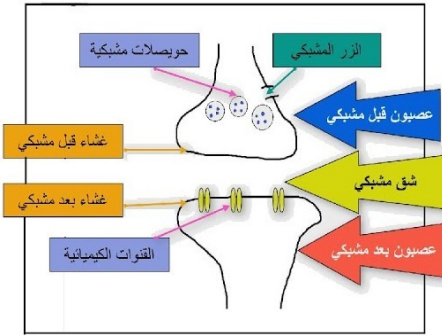 الزر المشبكي
حويصلات مشبكية
عصبون قبل مشبكي
غشاء قبل مشبكي
شق مشبكي
غشاء بعد مشبكي
القنوات الكيميائية
عصبون بعد مشبكي